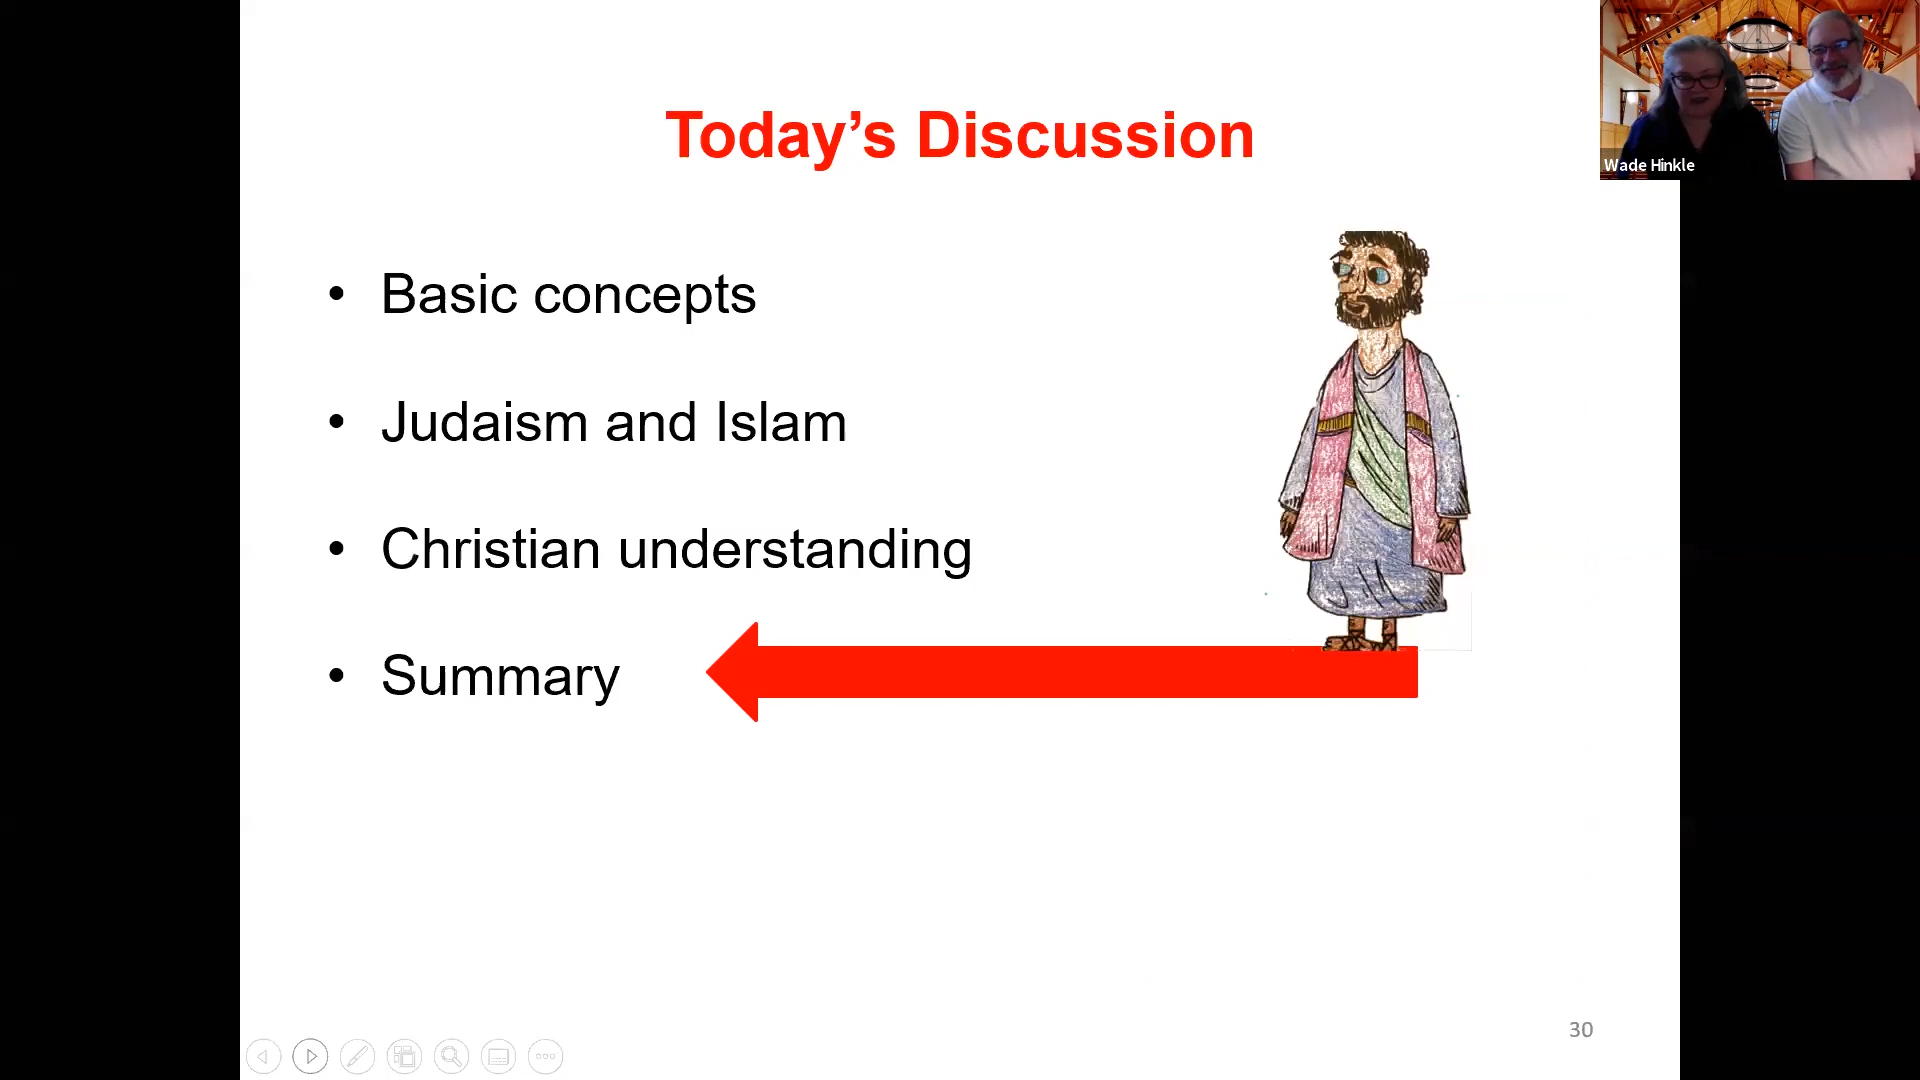 Today’s Discussion
Wade Hinkle
• Basic concepts
• Judaism and Islam
• Christian understanding
• Summary
30